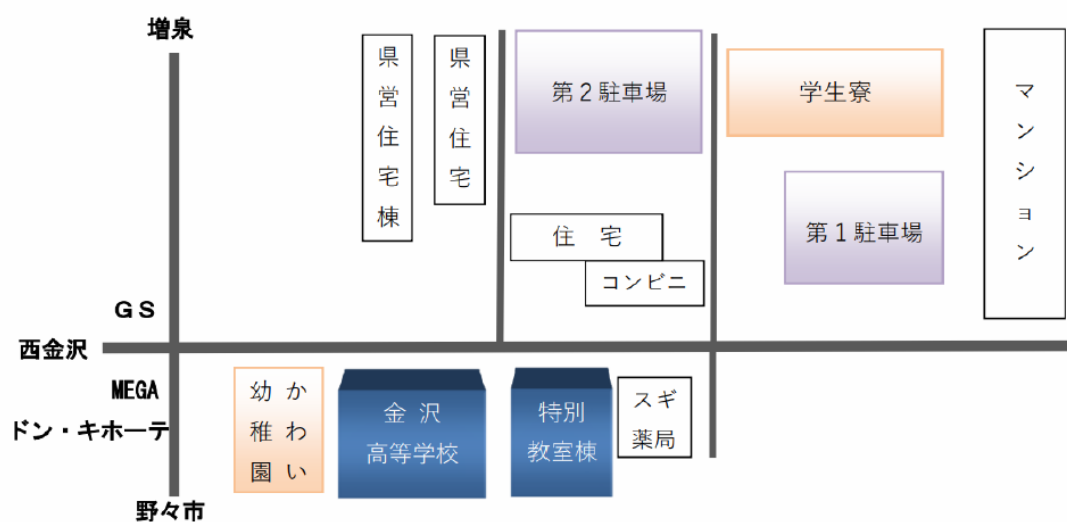 増泉
県営住宅棟
県営住宅
第2駐車場
学生寮
マンション
第1駐車場
住 宅
コンビニ
GS
西金沢
MEGA
ドン・キホーテ
かわい
幼稚園
金 沢
高等学校
特別
教室棟
スギ
薬局
野々市